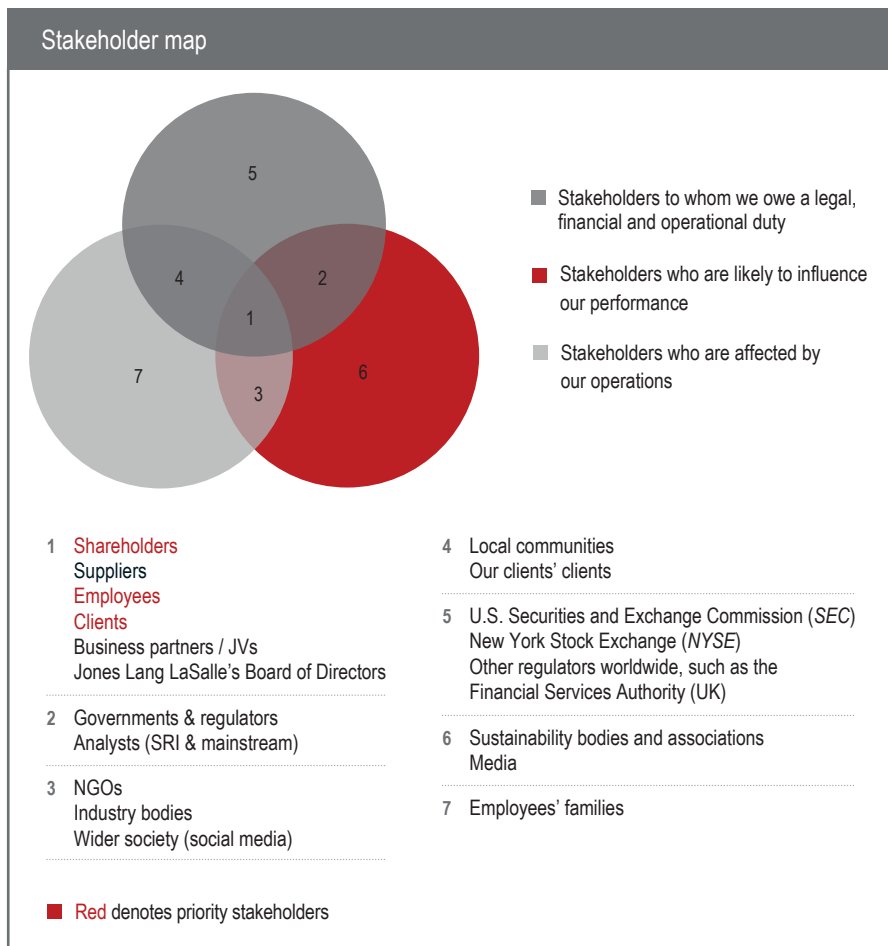 Stakeholder map
5
4
2
1
7
6
3
Stakeholders to whom we owe a legal,
financial and operational duty
Stakeholders who are likely to influence
our performance
Stakeholders who are affected by
our operations
1 Shareholders
Suppliers
Employees
Clients
Business partners / JVs
Jones Lang LaSalle’s Board of Directors
2 Governments & regulators
Analysts (SRI & mainstream)
3 NGOs
Industry bodies
Wider society (social media)
4 Local communities
Our clients’ clients
5 U.S. Securities and Exchange Commission (SEC)
New York Stock Exchange (NYSE)
Other regulators worldwide, such as the
Financial Services Authority (UK)
6 Sustainability bodies and associations
Media
7 Employees’ families
Red denotes priority stakeholders